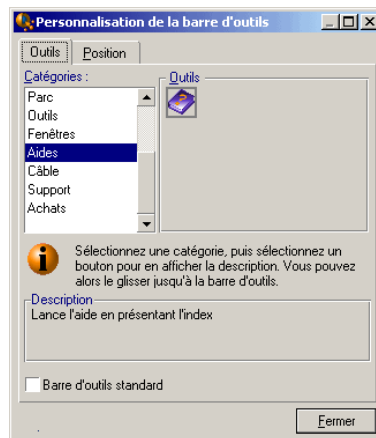 Personnalisation de la barre d'outils
Outils
Position
Catégories :
Outils
Parc
Outils
Fenêtres
Aides
Câble
Support
Achats
Sélectionnez une catégorie, puis sélectionnez un
bouton pour en afficher la description. Vous pouvez
alors le glisser jusqu'à la barre d'outils.
Description
Lance l'aide en présentant l'index
Barre d'outils standard
Fermer